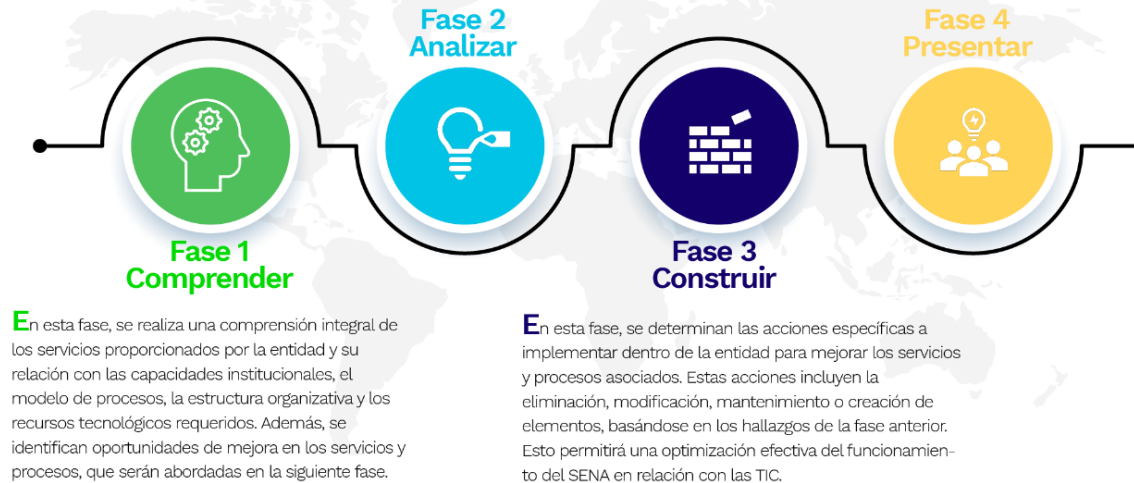 Fase 2
Analizar
Fase 4
Presentar
Fase 1
Comprender
Fase 3
Construir
En esta fase, se realiza una comprensión integral de
los servicios proporcionados por la entidad y su
relación con las capacidades institucionales, el
modelo de procesos, la estructura organizativa y los
recursos tecnológicos requeridos. Además, se
identifican oportunidades de mejora en los servicios y
procesos, que serán abordadas en la siguiente fase.
En esta fase, se determinan las acciones específicas a
implementar dentro de la entidad para mejorar los servicios
y procesos asociados. Estas acciones incluyen la
eliminación, modificación, mantenimiento o creación de
elementos, basándose en los hallazgos de la fase anterior.
Esto permitirá una optimización efectiva del funcionamien-
to del SENA en relación con las TIC.